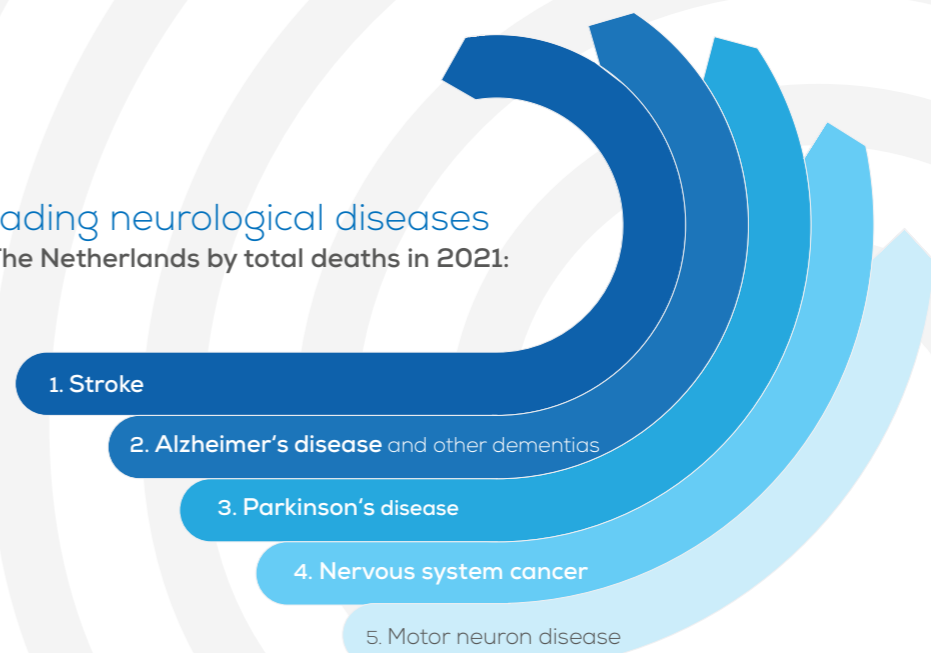 ading neurological diseases
he Netherlands by total deaths in 2021:
1. Stroke
2. Alzheimer's disease and other dementias
3. Parkinson's disease
4. Nervous system cancer
5. Motor neuron disease